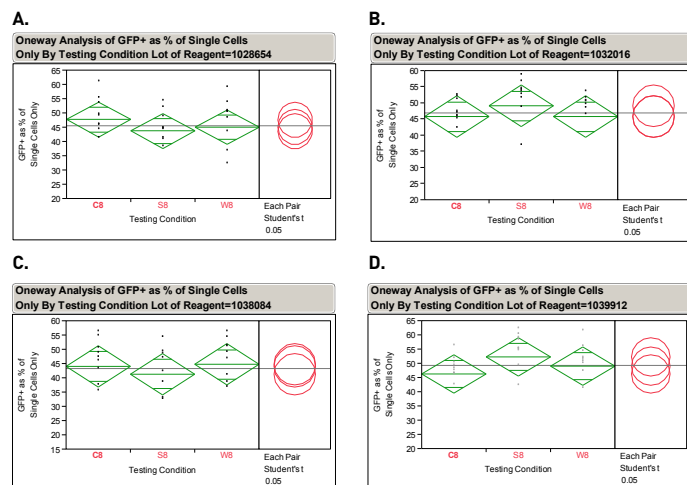 A.
Oneway Analysis of GFP+ as % of Single Cells
Only By Testing Condition Lot of Reagent=1028654
GFP+ as % of
Single Cells Only
65
60
55
50
45
40
35
30
25
20
C8
S8
W8
Testing Condition
Each Pair
Student's t
0.05
B.
Oneway Analysis of GFP+ as % of Single Cells
Only By Testing Condition Lot of Reagent=1032016
GFP+ as % of
Single Cells Only
60
55
50
45
40
35
30
25
20
C8
S8
W8
Testing Condition
Each Pair
Student's t
0.05
C.
Oneway Analysis of GFP+ as % of Single Cells
Only By Testing Condition Lot of Reagent=1038084
GFP+ as % of
Single Cells Only
60
55
50
45
40
35
30
25
20
15
C8
S8
W8
Testing Condition
Each Pair
Student's t
0.05
D.
Oneway Analysis of GFP+ as % of Single Cells
Only By Testing Condition Lot of Reagent=1039912
GFP+ as % of
Single Cells Only
65
60
55
50
45
40
35
30
25
20
C8
S8
W8
Testing Condition
Each Pair
Student's t
0.05